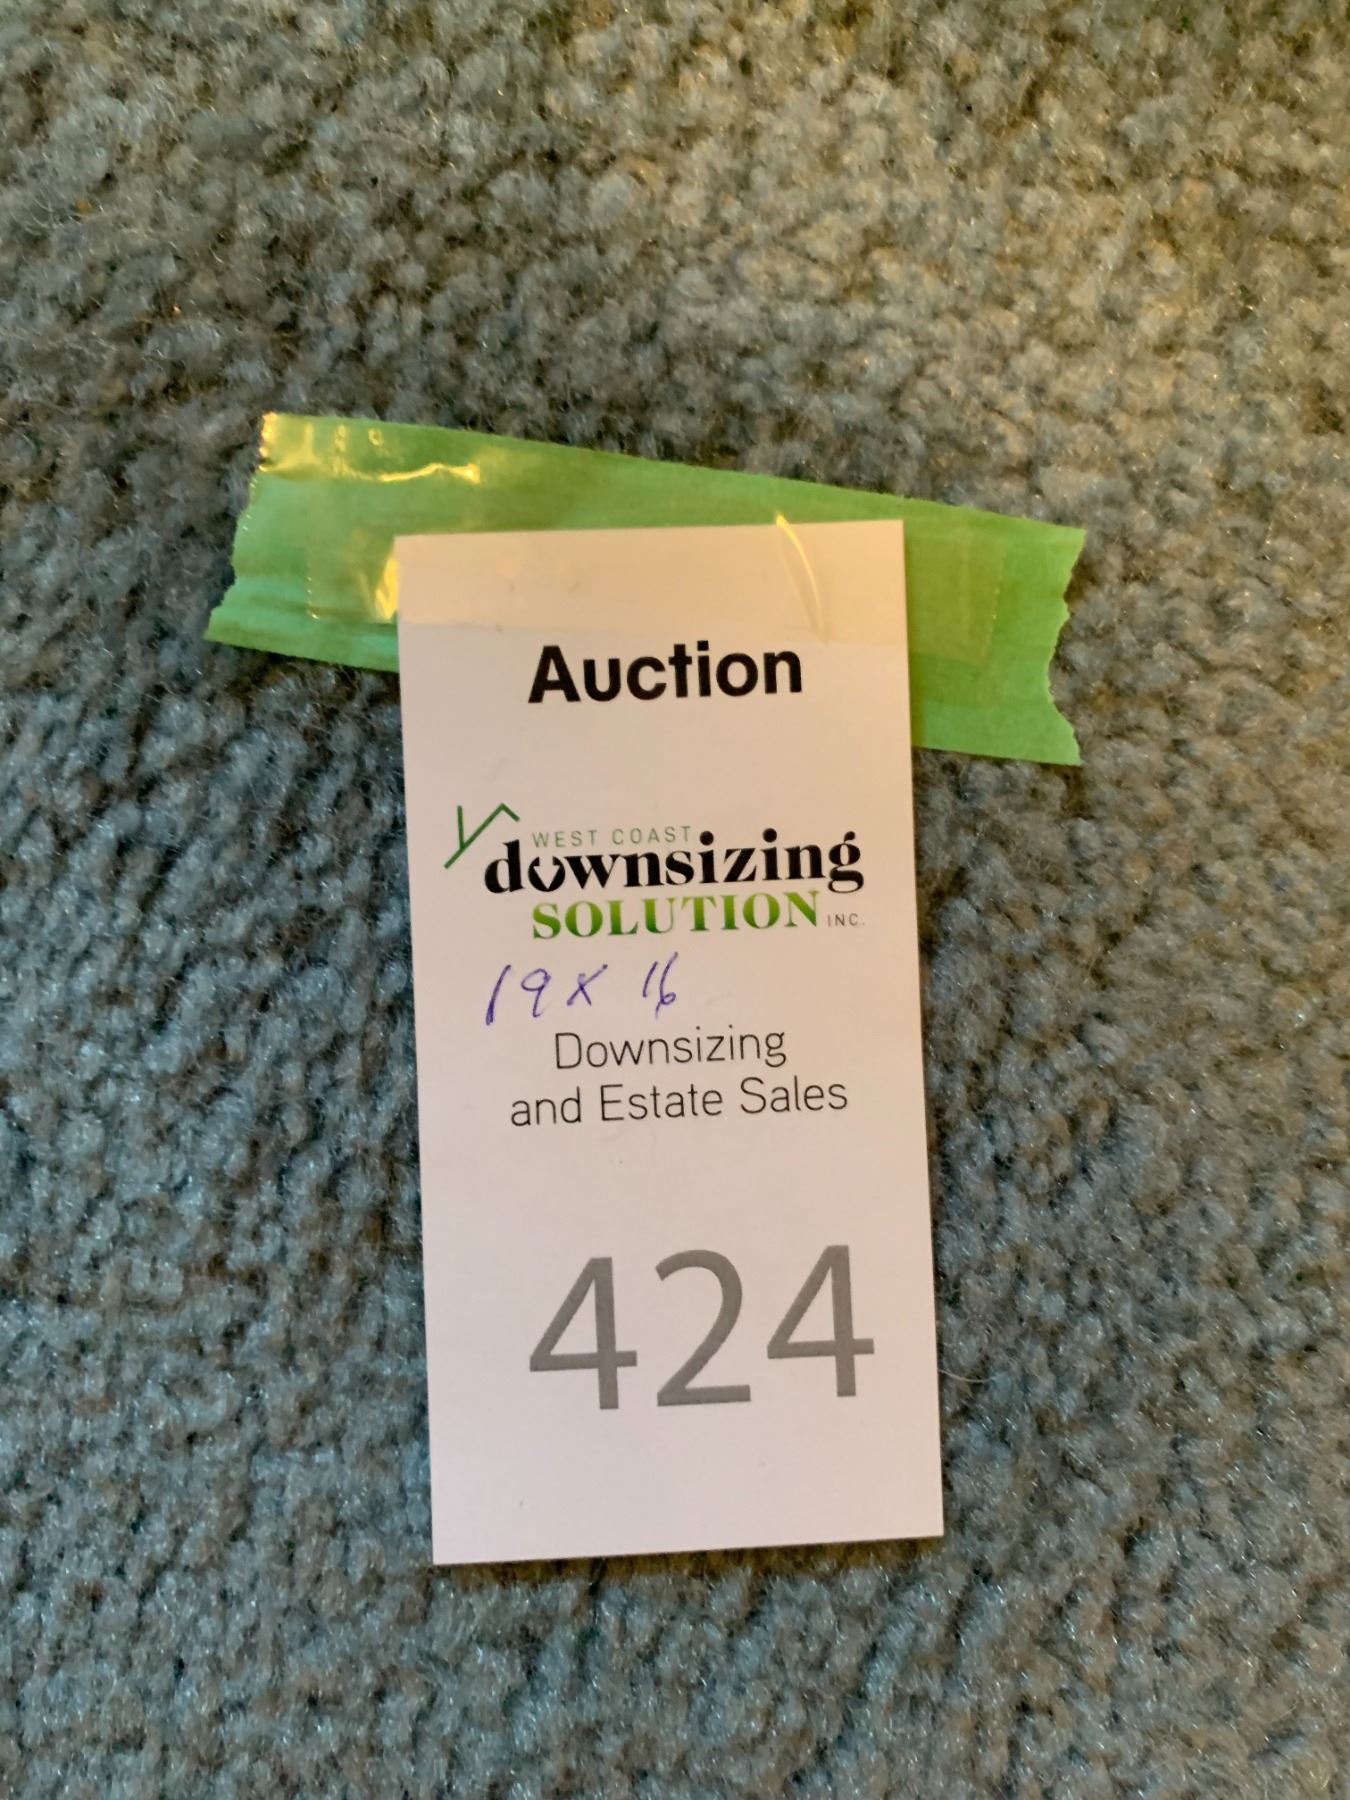 Auction
WEST COAST
downsizing
SOLUTION INC.
19 x 16
Downsizing
and Estate Sales
424